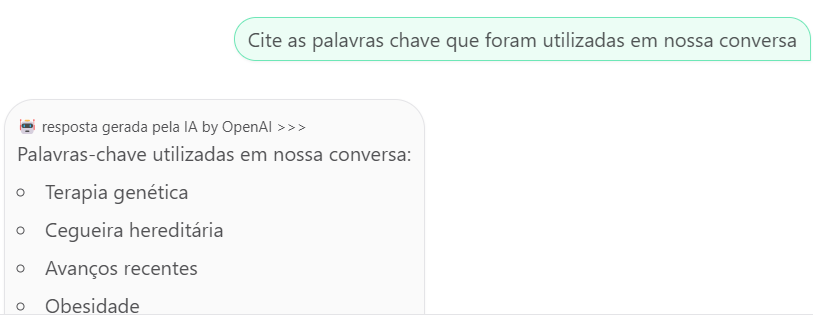 Cite as palavras chave que foram utilizadas em nossa conversa
resposta gerada pela IA by OpenAI >>>
Palavras-chave utilizadas em nossa conversa:
Terapia genética
Cegueira hereditária
Avanços recentes
Obesidade